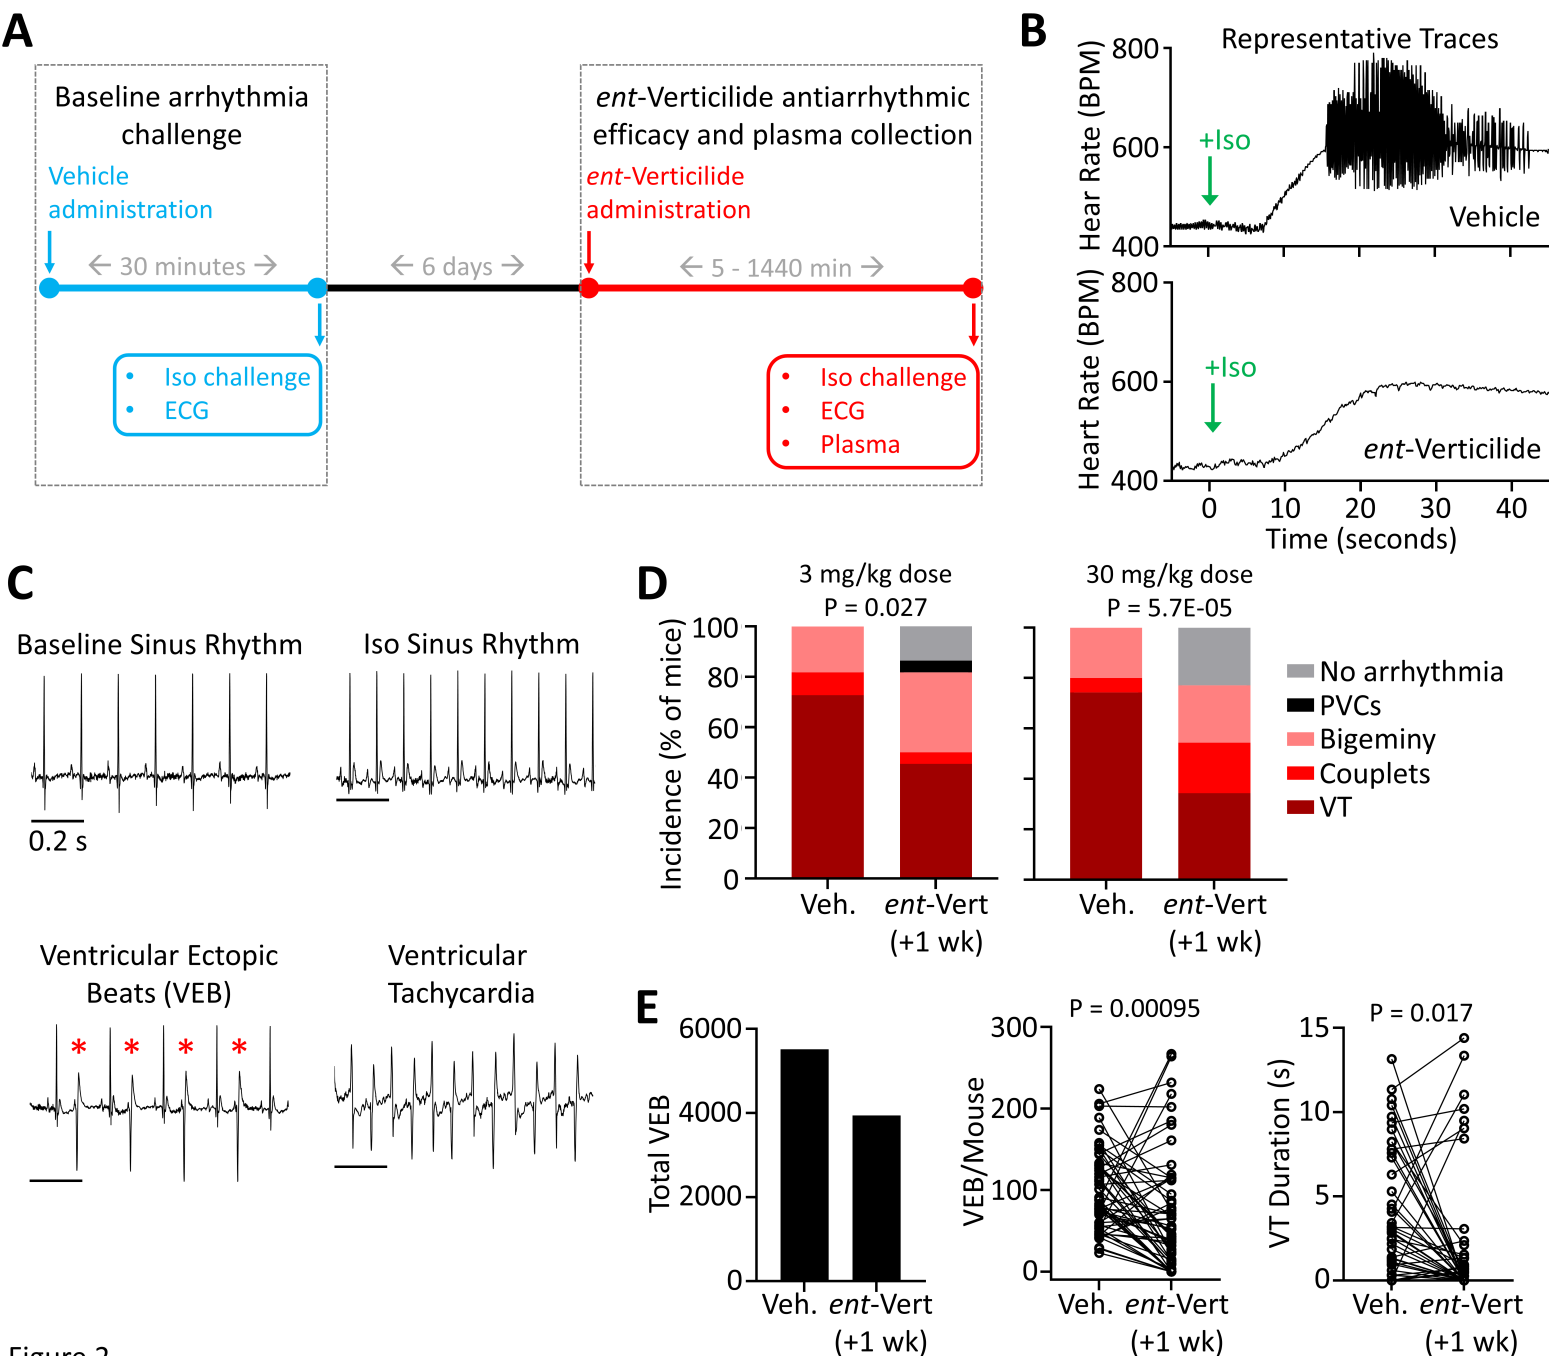 A
Baseline arrhythmia
challenge
Vehicle
administration
← 30 minutes →
• Iso challenge
• ECG
← 6 days →
ent-Verticilide antiarrhythmic
efficacy and plasma collection
ent-Verticilide
administration
← 5 - 1440 min →
• Iso challenge
• ECG
• Plasma
B
Representative Traces
Hear Rate (BPM)
800
600
400
+Iso
Vehicle
Heart Rate (BPM)
800
600
400
+Iso
ent-Verticilide
0 10 20 30 40
Time (seconds)
C
Baseline Sinus Rhythm
0.2 s
Iso Sinus Rhythm
Ventricular Ectopic
Beats (VEB)
* * * *
Ventricular
Tachycardia
D
3 mg/kg dose
P = 0.027
30 mg/kg dose
P = 5.7E-05
Incidence (% of mice)
100
80
60
40
20
0
Veh. ent-Vert
(+1 wk)
Veh. ent-Vert
(+1 wk)
No arrhythmia
PVCs
Bigeminy
Couplets
VT
E
Total VEB
6000
4000
2000
0
Veh. ent-Vert
(+1 wk)
P = 0.00095
VEB/Mouse
300
200
100
0
Veh. ent-Vert
(+1 wk)
P = 0.017
VT Duration (s)
15
10
5
0
Veh. ent-Vert
(+1 wk)
Figure 2